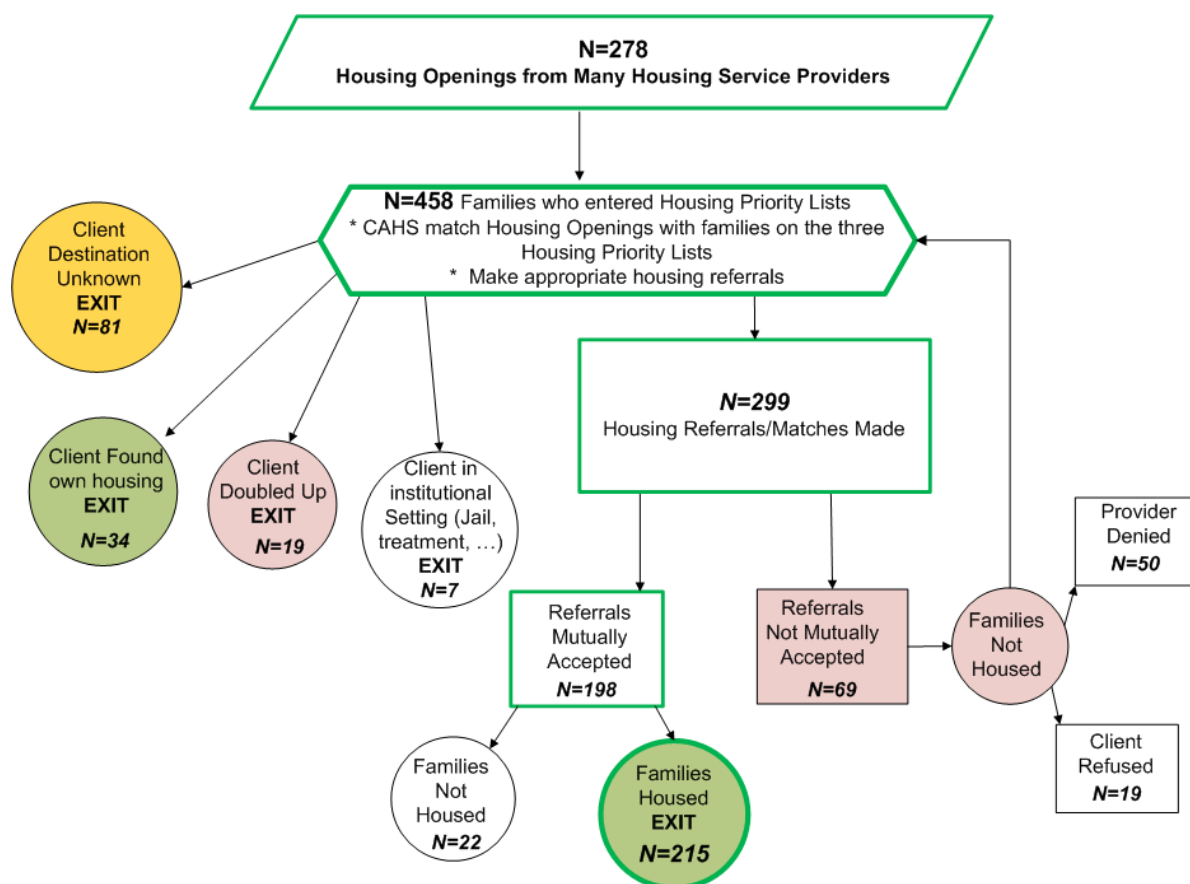 N=278
Housing Openings from Many Housing Service Providers
N=458 Families who entered Housing Priority Lists
* CAHS match Housing Openings with families on the three
Housing Priority Lists
* Make appropriate housing referrals
Client
Destination
Unknown
EXIT
N=81
Client Found
own housing
EXIT
N=34
Client
Doubled Up
EXIT
N=19
Client in
institutional
Setting (Jail,
treatment, …)
EXIT
N=7
N=299
Housing Referrals/Matches Made
Referrals
Mutually
Accepted
N=198
Referrals
Not Mutually
Accepted
N=69
Families
Not
Housed
Provider
Denied
N=50
Client
Refused
N=19
Families
Not
Housed
N=22
Families
Housed
EXIT
N=215